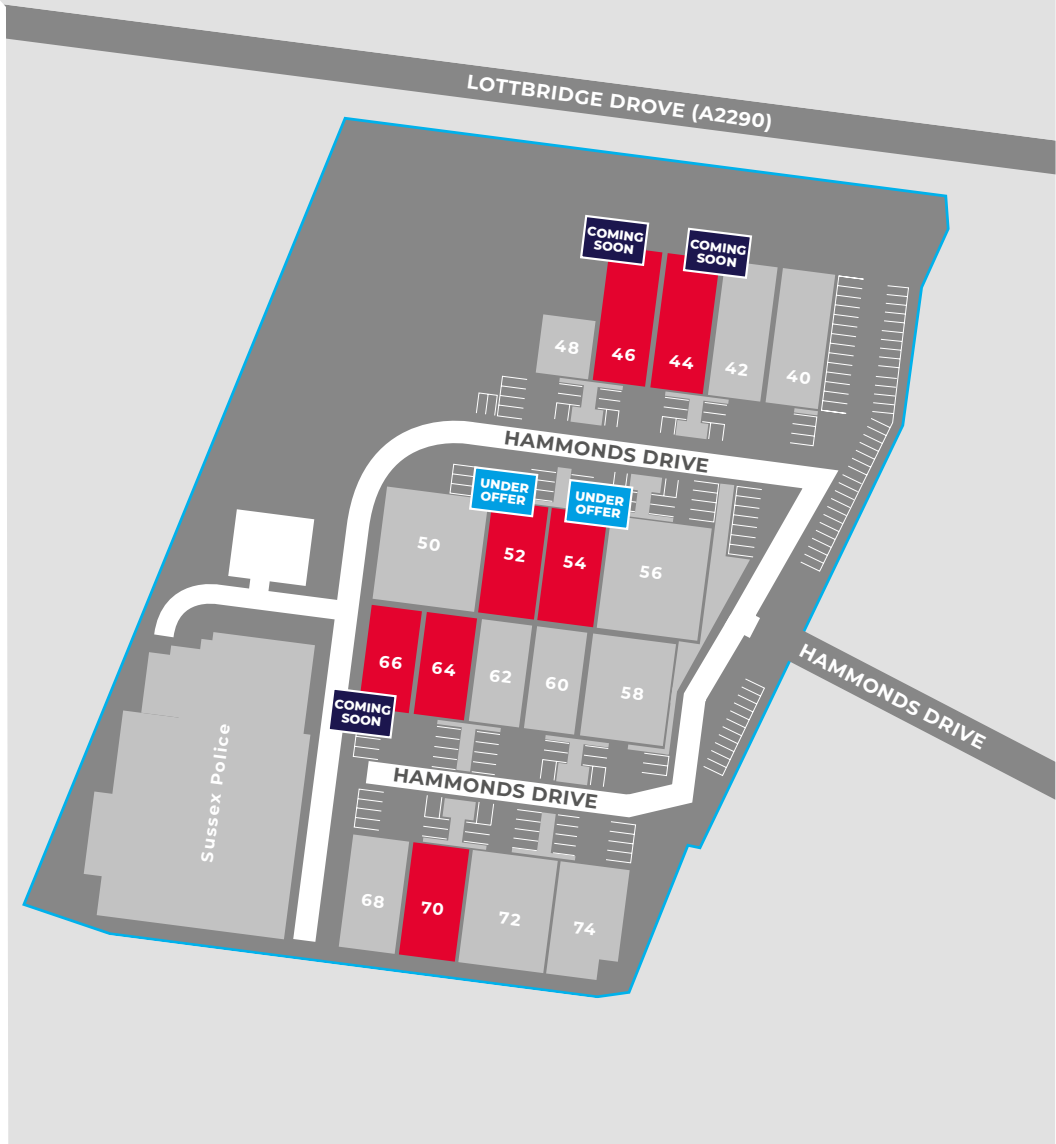 LOTTBRIDGE DROVE (A2290)
COMING
SOON
COMING
SOON
48
46
44
42
40
HAMMONDS DRIVE
UNDER
OFFER
UNDER
OFFER
50
52
54
56
66
64
62
60
58
HAMMONDS DRIVE
COMING
SOON
Sussex Police
HAMMONDS DRIVE
68
70
72
74